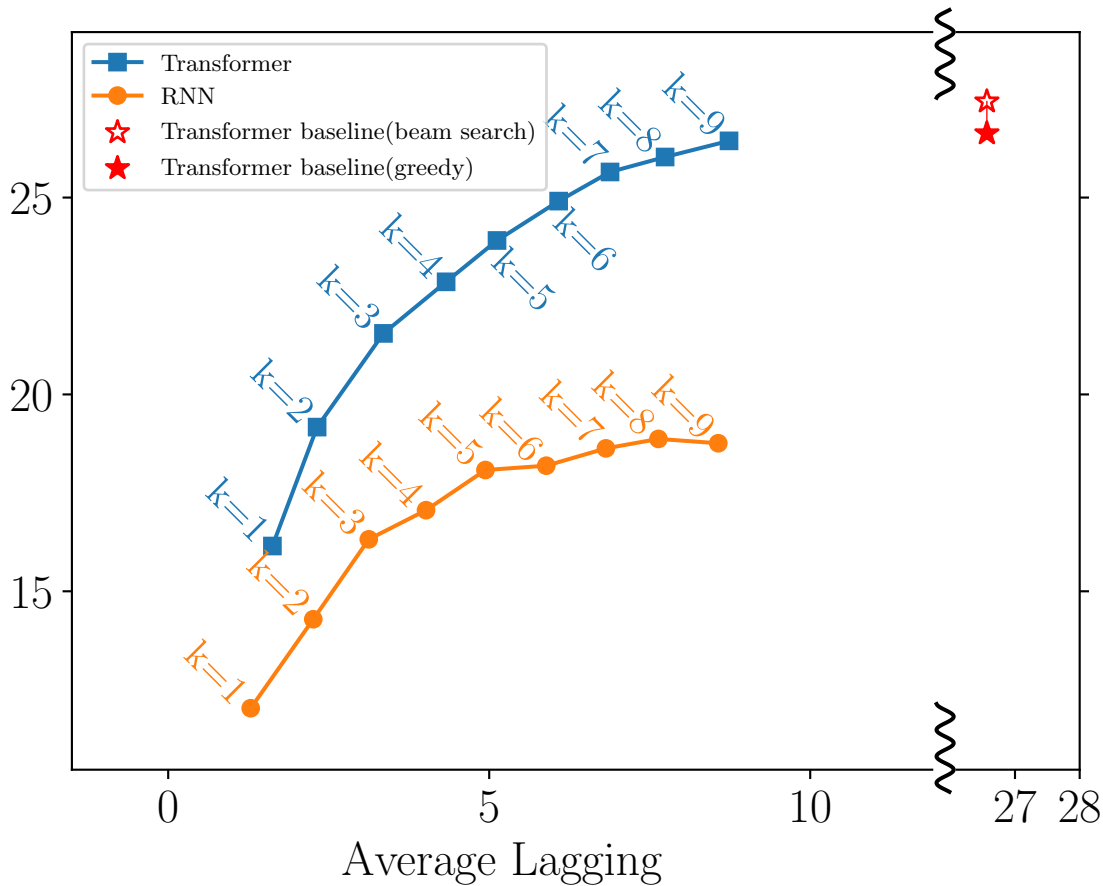 Transformer
RNN
Transformer baseline(beam search)
Transformer baseline(greedy)
k=1
k=2
k=3
k=4
k=5
k=6
k=7
k=8
k=9
k=1
k=2
k=3
k=4
k=5
k=6
k=7
k=8
k=9
25
20
15
0 5 10 27 28
Average Lagging